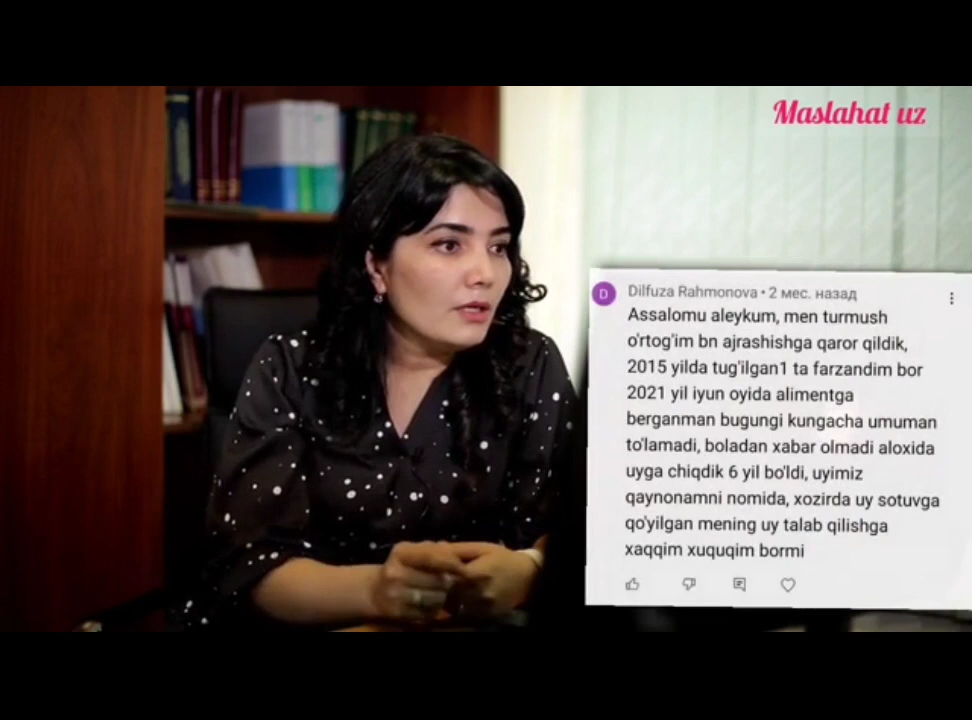 Maslahat uz
D
Dilfuza Rahmonova • 2 мес. назад
Assalomu aleykum, men turmush
o'rtog'im bn ajrashishga qaror qildik,
2015 yilda tug'ilgan1 ta farzandim bor
2021 yil iyun oyida alimentga
berganman bugungi kungacha umuman
to'lamadi, boladan xabar olmadi aloxida
uyga chiqdik 6 yil bo'ldi, uyimiz
qaynonamni nomida, xozirda uy sotuvga
qo'yilgan mening uy talab qilishga
xaqqim xuquqim bormi